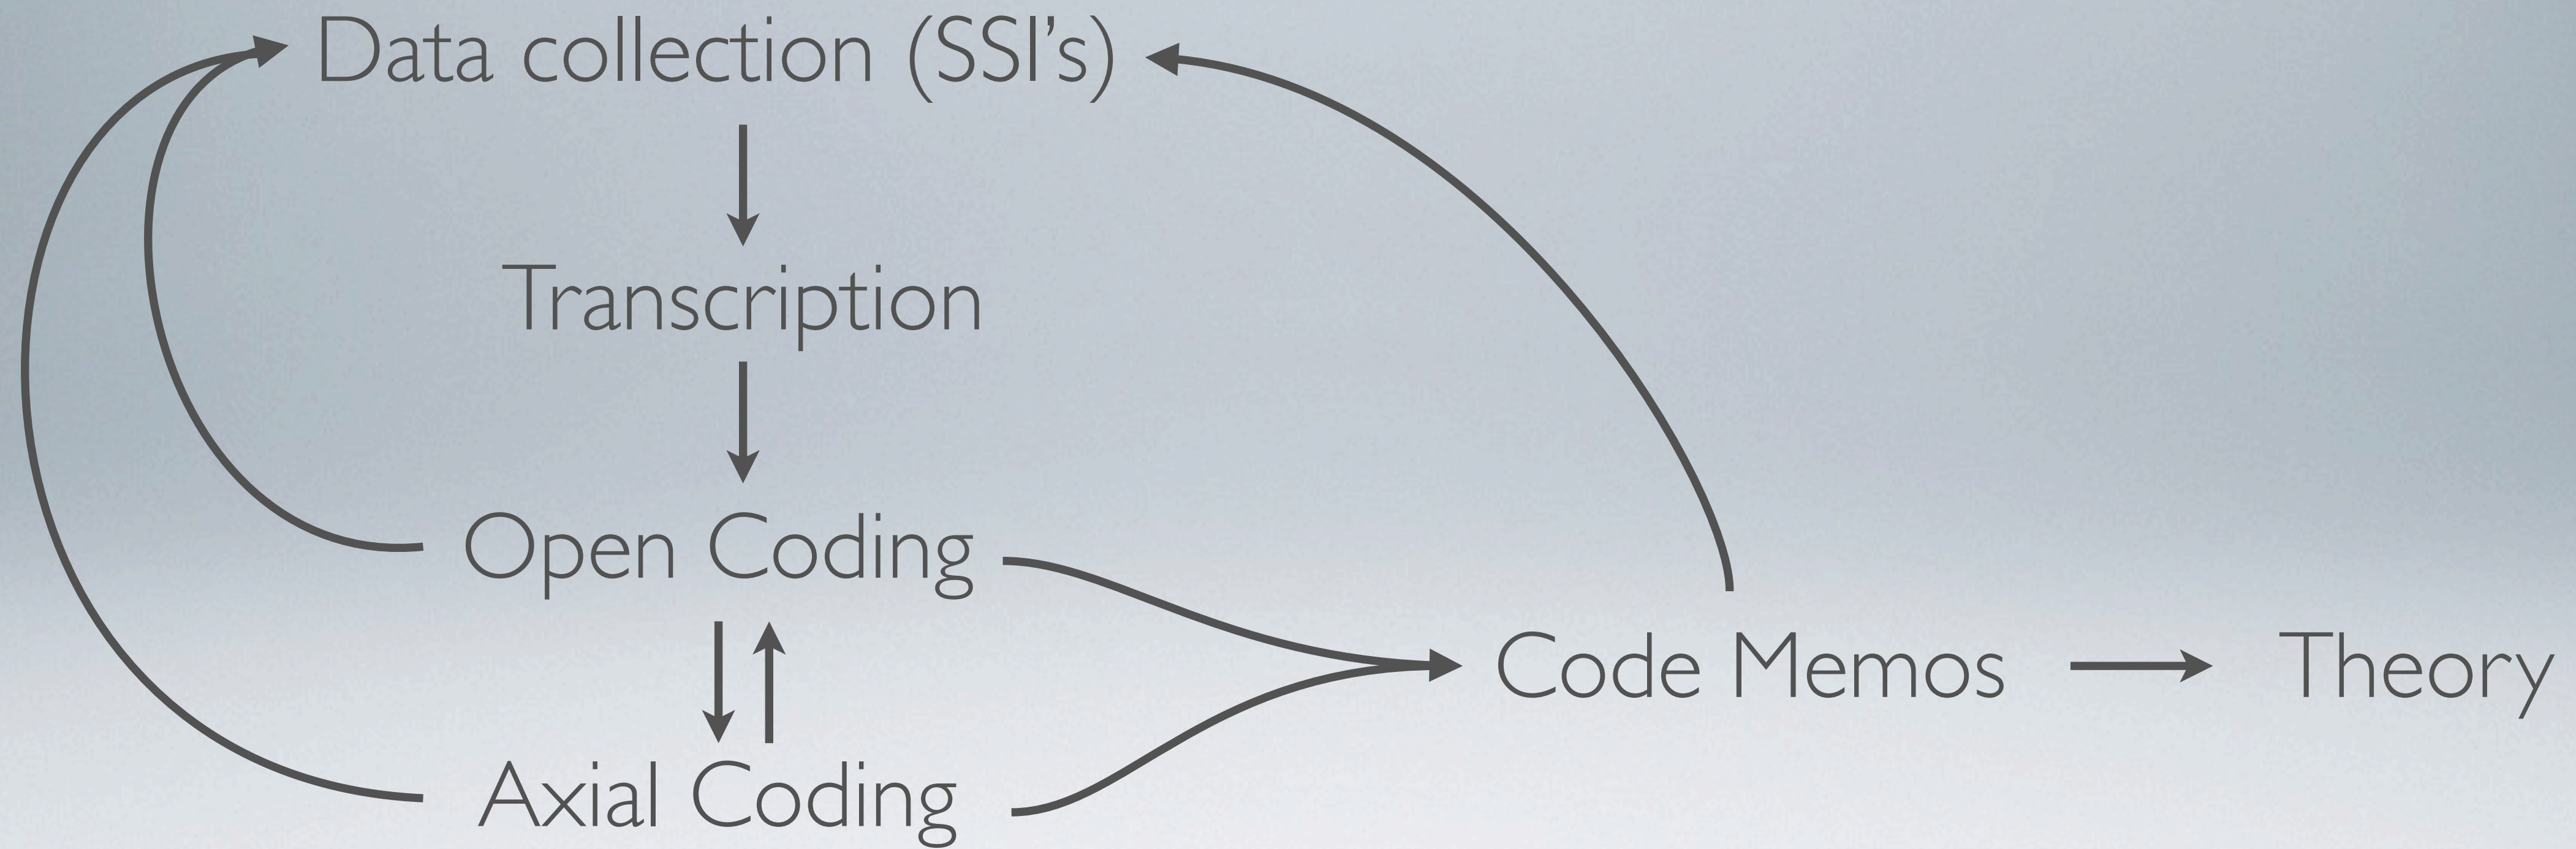 Data collection (SSI's)
Transcription
Open Coding
Axial Coding
Code Memos
Theory